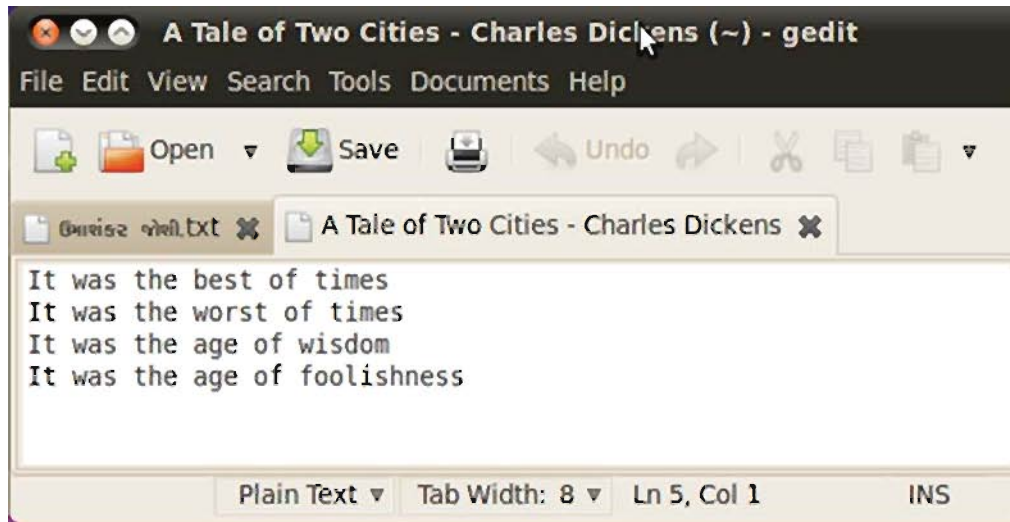 A Tale of Two Cities - Charles Dickens (~) - gedit
File Edit View Search Tools Documents Help
Open Save Undo
ઉમાશંકર જોશી.txt A Tale of Two Cities - Charles Dickens
It was the best of times
It was the worst of times
It was the age of wisdom
It was the age of foolishness
Plain Text Tab Width: 8 Ln 5, Col 1 INS